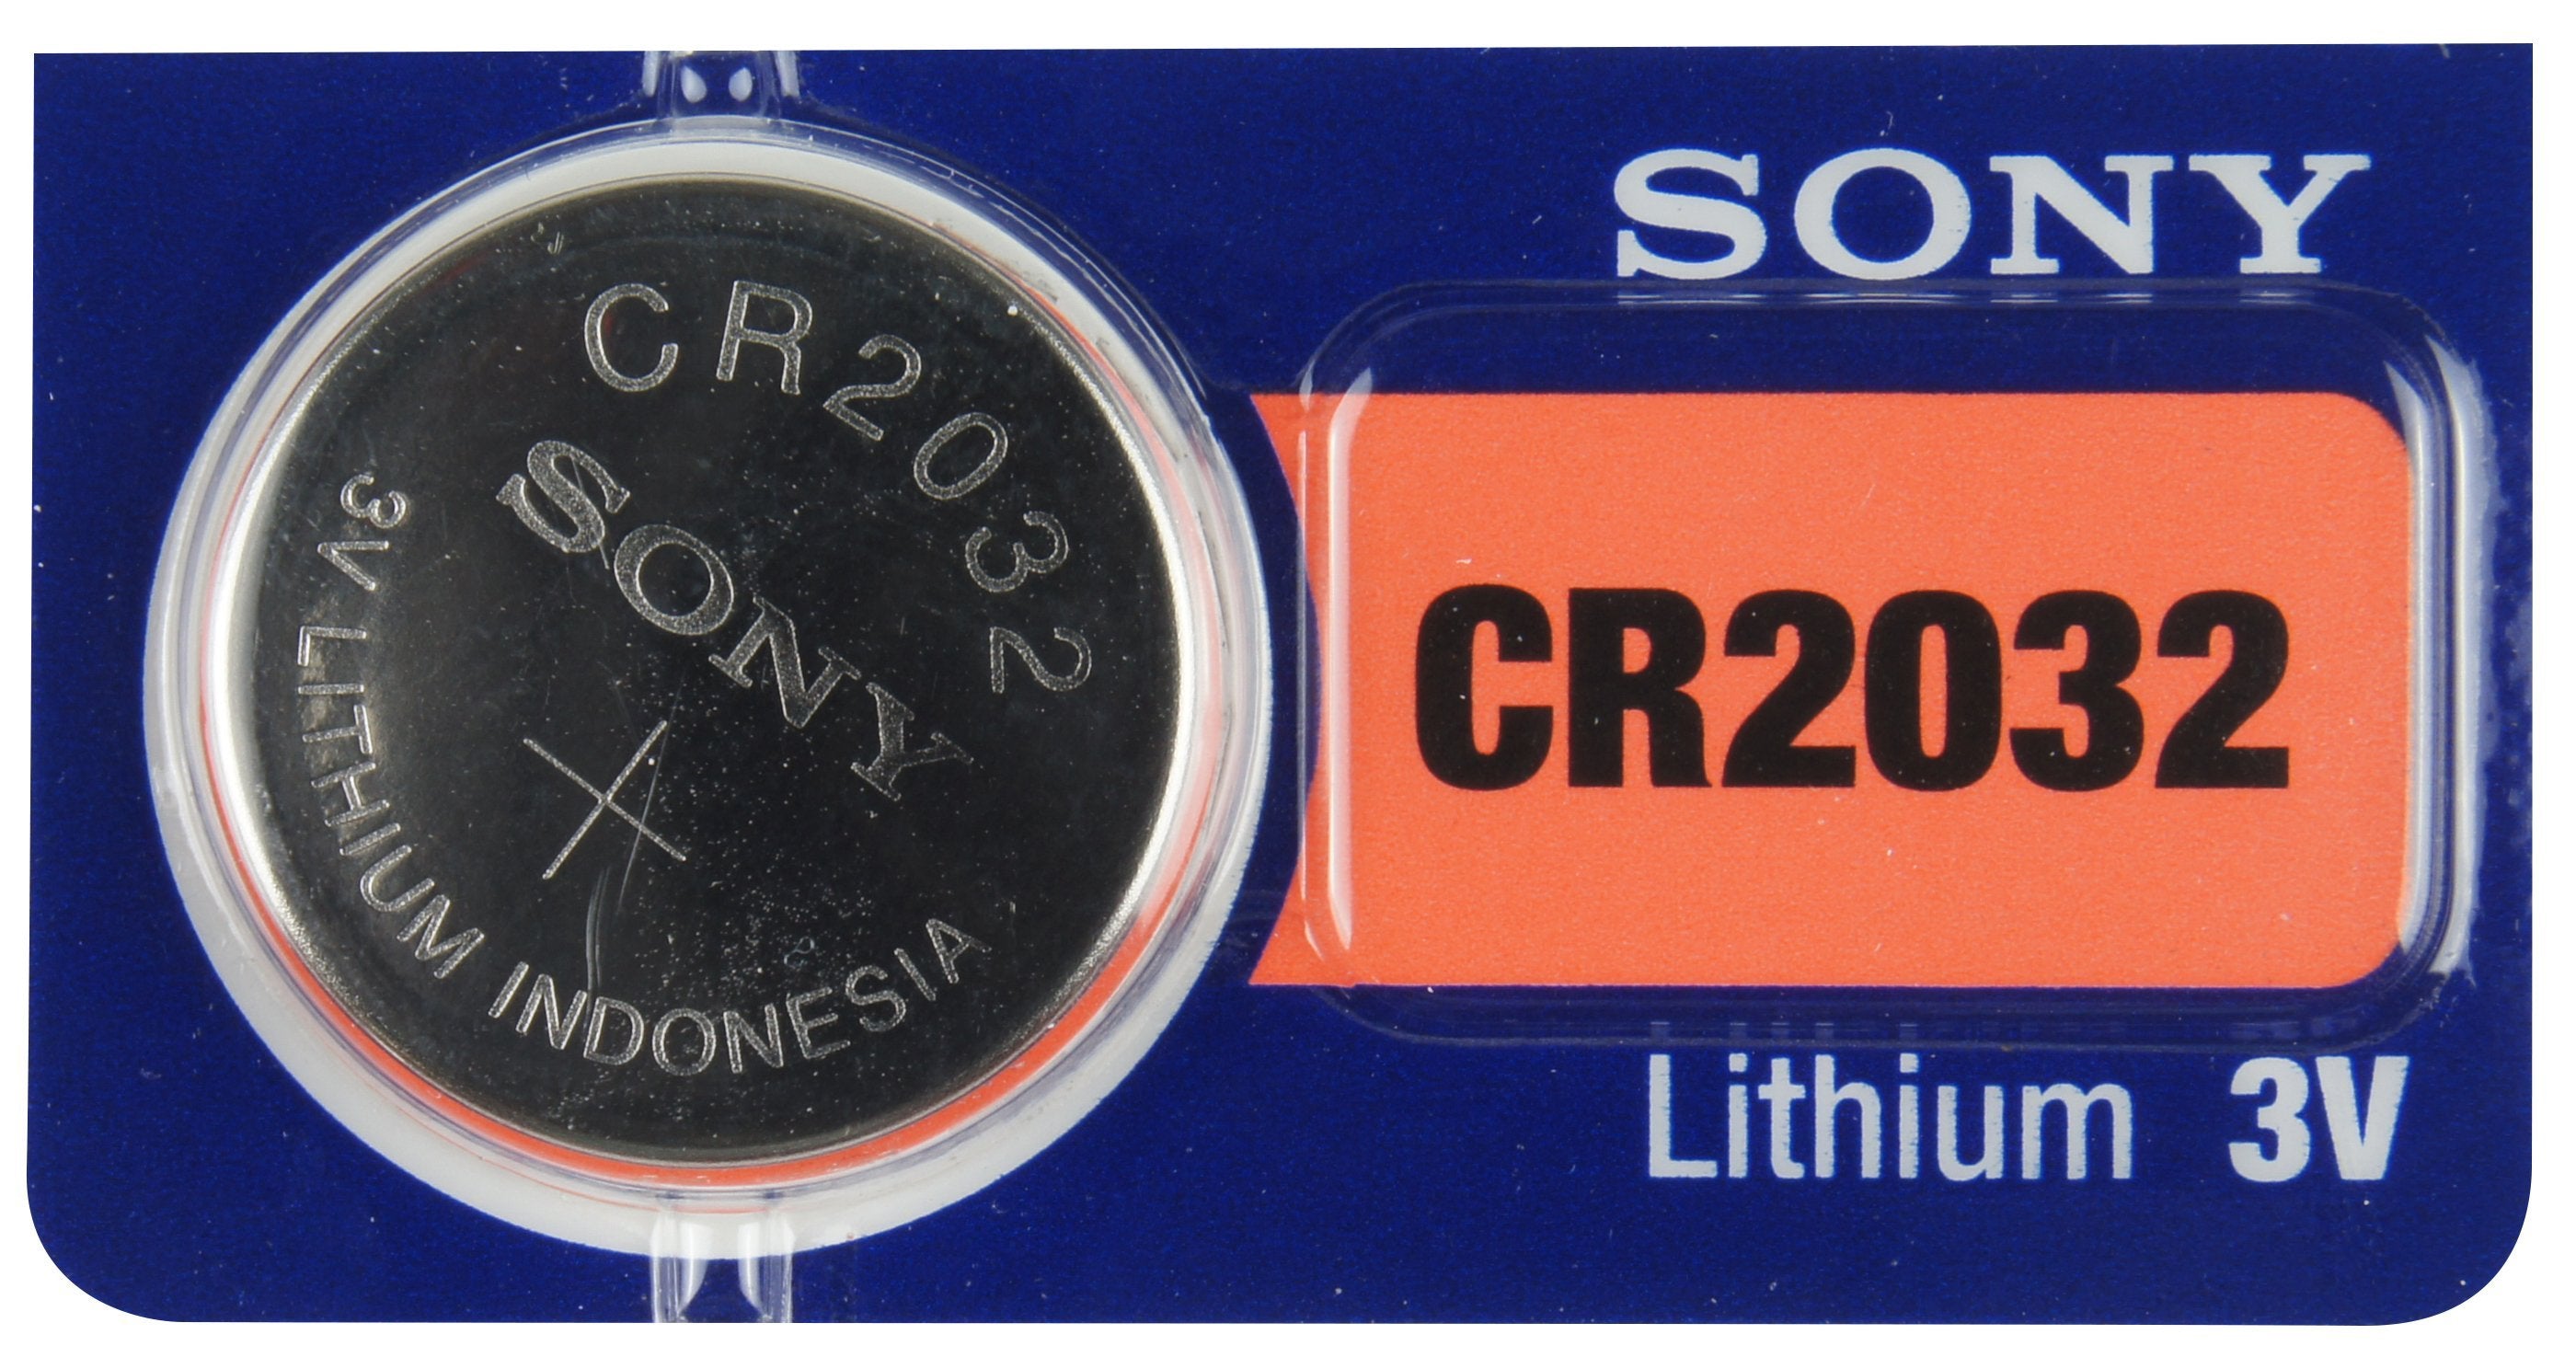 CR2032
SONY
3V LITHIUM INDONESIA
SONY
CR2032
Lithium 3V